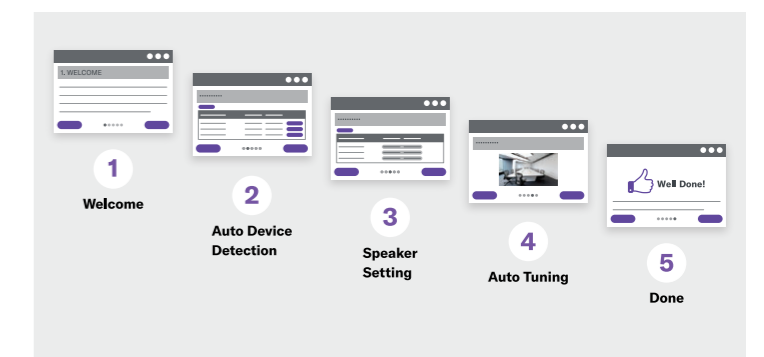 1. WELCOME
1
Welcome
2
Auto Device
Detection
3
Speaker
Setting
4
Auto Tuning
Well Done!
5
Done